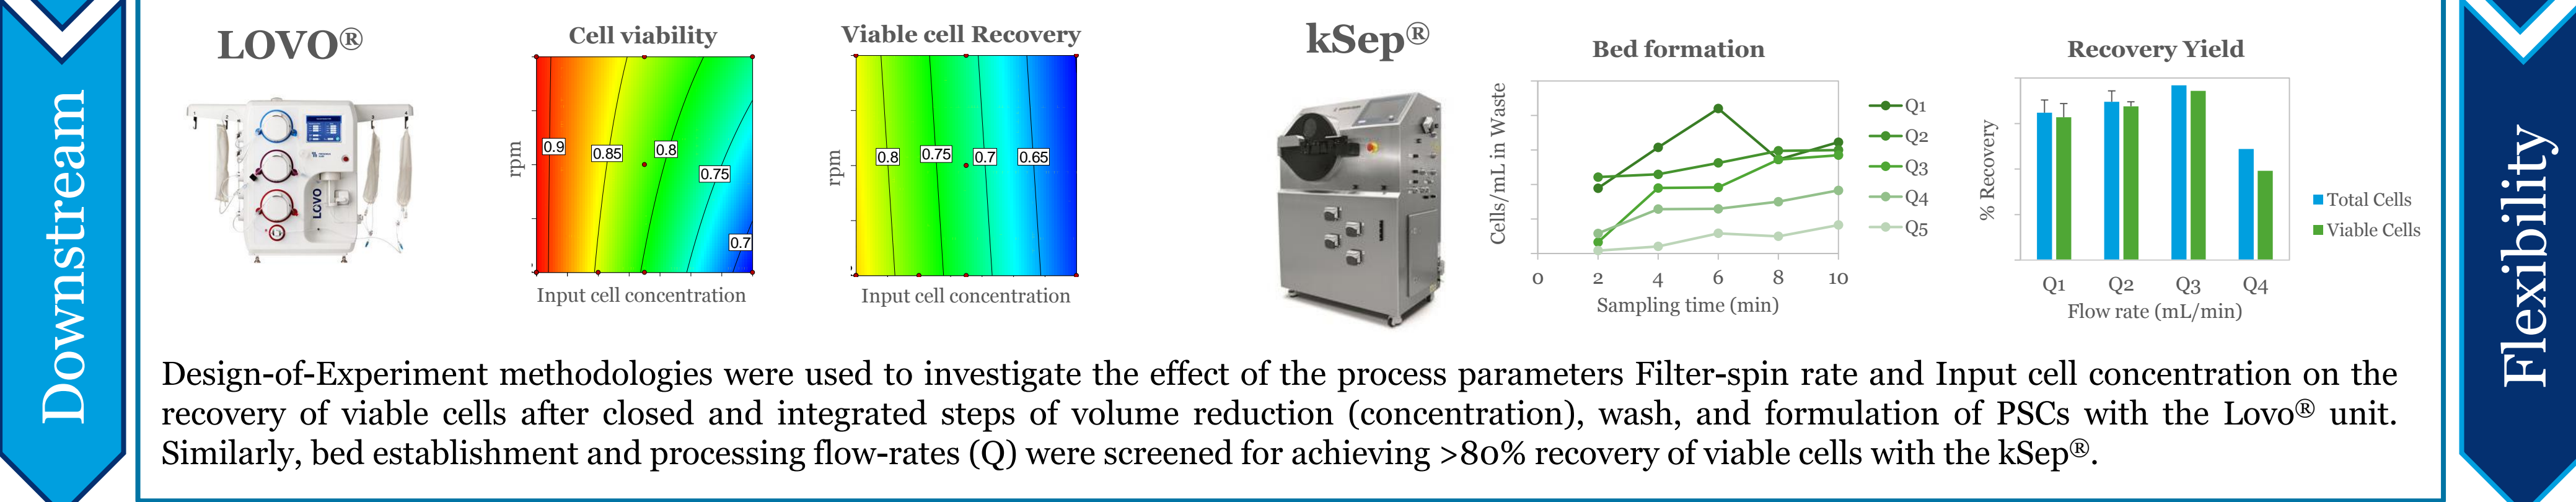 Downstream
LOVO®
LOVO
Cell viability
rpm
0.9
0.85
0.8
0.75
0.7
Input cell concentration
Viable cell Recovery
rpm
0.8
0.75
0.7
0.65
Input cell concentration
kSep®
Bed formation
Cells/mL in Waste
0 2 4 6 8 10
Sampling time (min)
Q1
Q2
Q3
Q4
Q5
Recovery Yield
% Recovery
Q1 Q2 Q3 Q4
Flow rate (mL/min)
Total Cells
Viable Cells
Flexibility
Design-of-Experiment methodologies were used to investigate the effect of the process parameters Filter-spin rate and Input cell concentration on the
recovery of viable cells after closed and integrated steps of volume reduction (concentration), wash, and formulation of PSCs with the Lovo® unit.
Similarly, bed establishment and processing flow-rates (Q) were screened for achieving >80% recovery of viable cells with the kSep®.